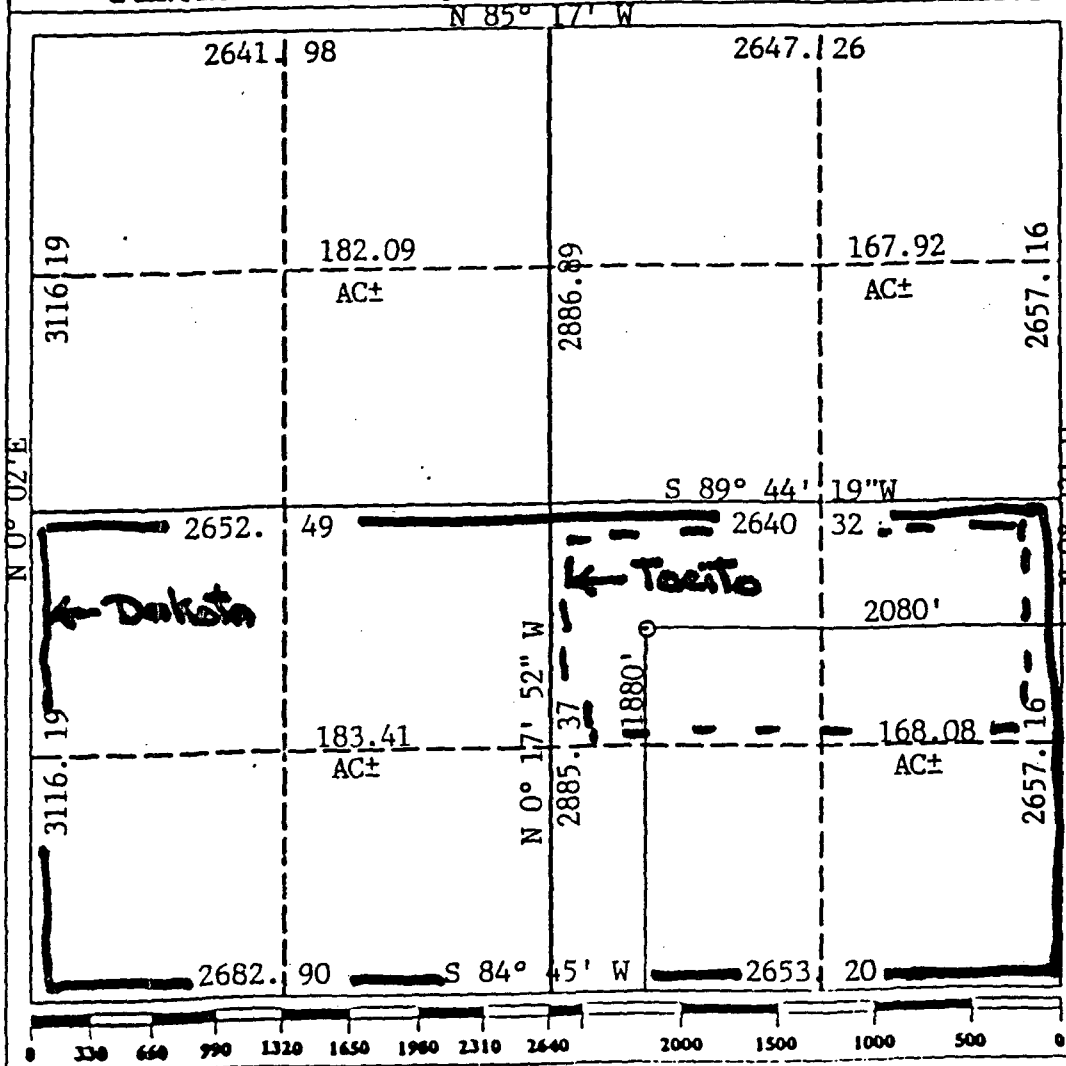 N 85° 17' W
2641. 98
2647. 26
182.09
AC±
167.92
AC±
3116 19
2886.89
2657. 16
N 0° 02'E
S 89° 44' 19"W
2652. 49
2640 32
Dakota
Tocito
2080'
1880'
N 0° 17' 52" W
183.41
AC±
168.08
AC±
3116. 19
2885. 37
2657. 16
2682. 90
S 84° 45' W
2653 20
0 330 660 990 1320 1650 1980 2310 2640 2000 1500 1000 500 0